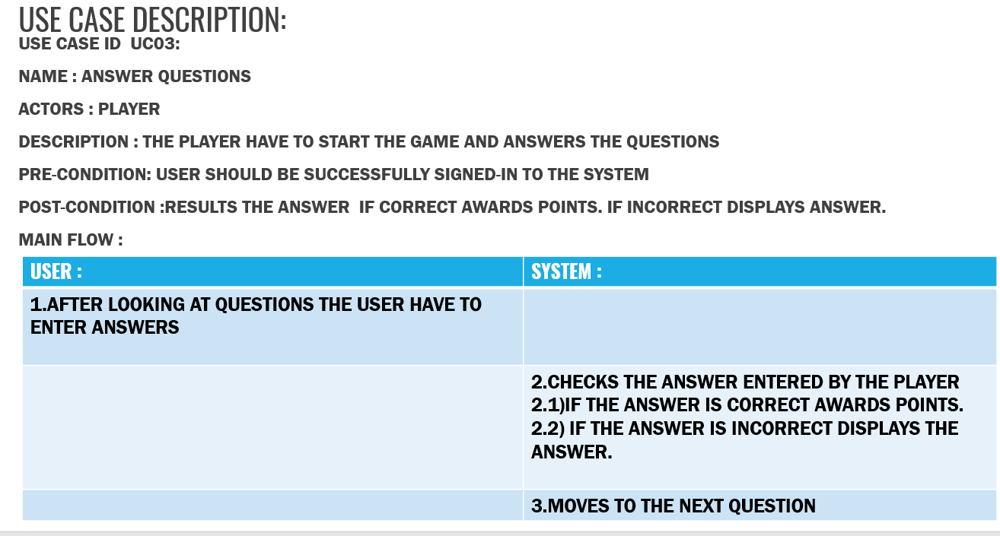 USE CASE DESCRIPTION:
USE CASE ID  UC03:
NAME : ANSWER QUESTIONS
ACTORS : PLAYER
DESCRIPTION : THE PLAYER HAVE TO START THE GAME AND ANSWERS THE QUESTIONS
PRE-CONDITION: USER SHOULD BE SUCCESSFULLY SIGNED-IN TO THE SYSTEM
POST-CONDITION :RESULTS THE ANSWER  IF CORRECT AWARDS POINTS. IF INCORRECT DISPLAYS ANSWER.
MAIN FLOW :
USER :
SYSTEM :
1.AFTER LOOKING AT QUESTIONS THE USER HAVE TO
ENTER ANSWERS
2.CHECKS THE ANSWER ENTERED BY THE PLAYER
2.1)IF THE ANSWER IS CORRECT AWARDS POINTS.
2.2) IF THE ANSWER IS INCORRECT DISPLAYS THE
ANSWER.
3.MOVES TO THE NEXT QUESTION